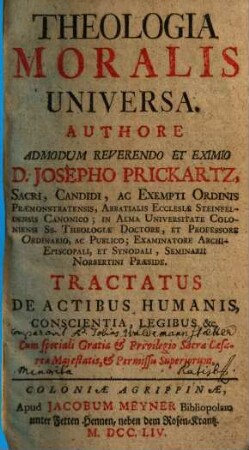 THEOLOGIA
MORALIS
UNIVERSA.
AUTHORE
ADMODUM REVERENDO ET EXIMIO
D. JOSEPHO PRICKARTZ,
SACRI, CANDIDI, AC EXEMPTI ORDINIS
PRÆMONSTRATENSIS, ABBATIALIS ECCLESIÆ STEINFEL-
DENSIS CANONICO; IN ALMA UNIVERSITATE COLO-
NIENSI SS. THEOLOGIÆ DOCTORE, ET PROFESSORE
ORDINARIO, AC PUBLICO; EXAMINATORE ARCHI-
EPISCOPALI, ET SYNODALI, SEMINARII
NORBERTINI PRÆSIDE.
TRACTATUS
DE ACTIBUS HUMANIS,
CONSCIENTIA, LEGIBUS, &c.
Cum speciali Gratia & Privilegio Sacræ Cæsa-
reæ Majestatis, & Permissu Superiorum.
Minorita Ratisb.
COLONIÆ AGRIPPINÆ,
Apud JACOBUM MEYNER Bibliopolam
unter Fetten-Hennen, neben dem Rosen-Krantz.
M. DCC. LIV.